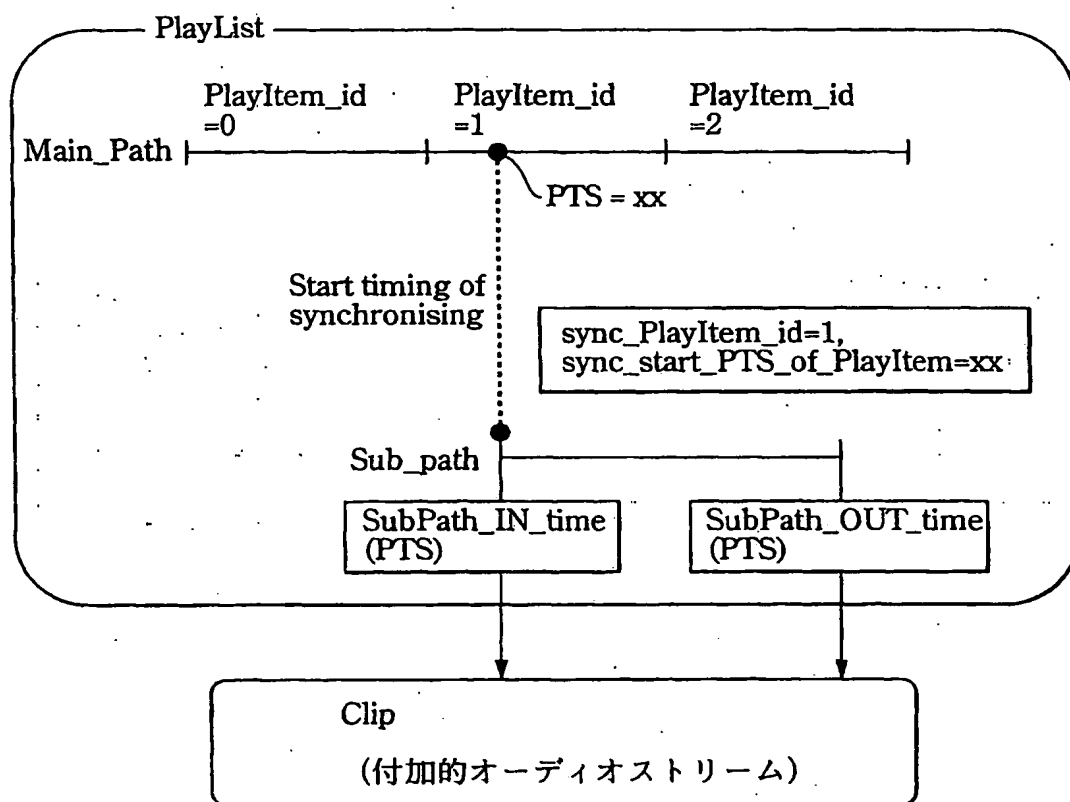 PlayList
PlayItem_id
=0
PlayItem_id
=1
PlayItem_id
=2
Main_Path
PTS = xx
Start timing of
synchronising
sync_PlayItem_id=1,
sync_start_PTS_of_PlayItem=xx
Sub_path
SubPath_IN_time
(PTS)
SubPath_OUT_time
(PTS)
Clip
(付加的オーディオストリーム)